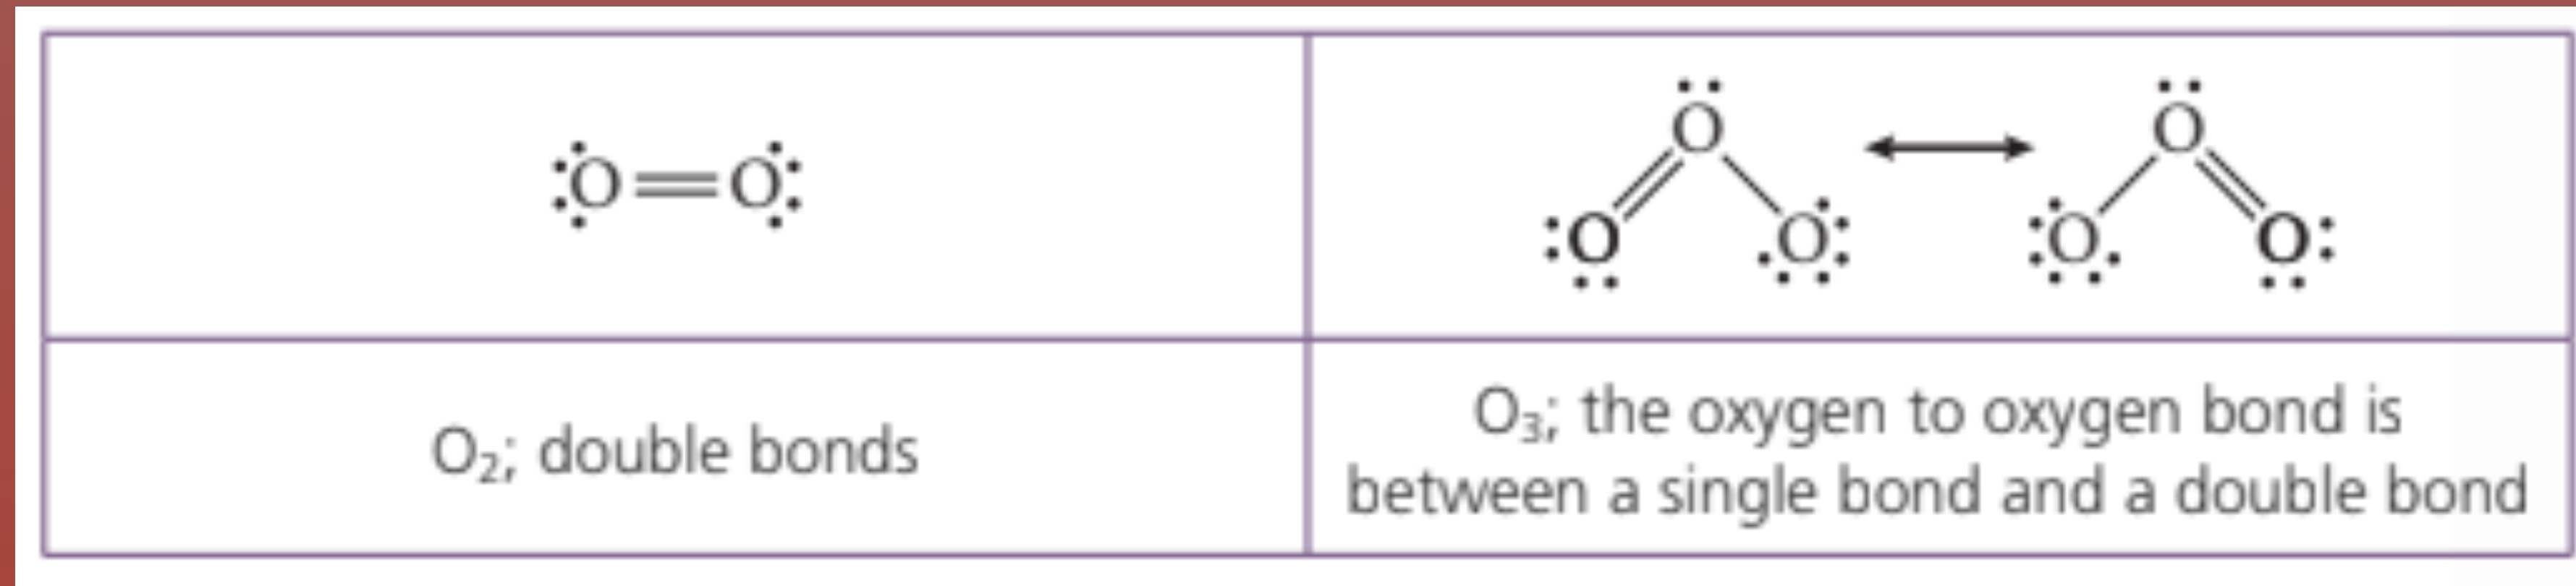 O=O
O
O
O
O
O
O
O₂; double bonds
O₃; the oxygen to oxygen bond is
between a single bond and a double bond